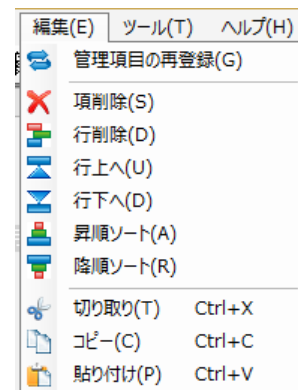 編集(E) ツール(T) ヘルプ(H)
管理項目の再登録(G)
項削除(S)
行削除(D)
行上へ(U)
行下へ(D)
昇順ソート(A)
降順ソート(R)
切り取り(T) Ctrl+X
コピー(C) Ctrl+C
貼り付け(P) Ctrl+V